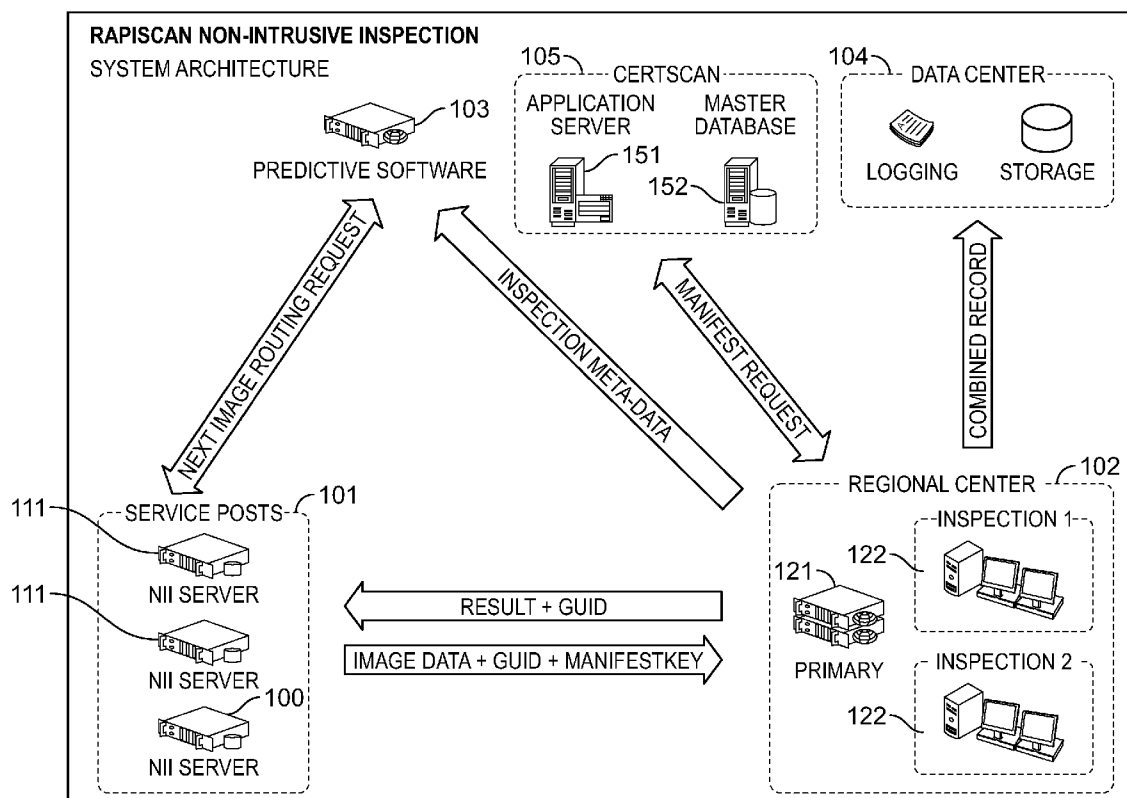 RAPISCAN NON-INTRUSIVE INSPECTION
SYSTEM ARCHITECTURE
103
PREDICTIVE SOFTWARE
105
CERTSCAN
APPLICATION
SERVER
151
MASTER
DATABASE
152
104
DATA CENTER
LOGGING
STORAGE
NEXT IMAGE ROUTING REQUEST
INSPECTION META-DATA
MANIFEST REQUEST
COMBINED RECORD
101
SERVICE POSTS
111
NII SERVER
111
NII SERVER
100
NII SERVER
RESULT + GUID
IMAGE DATA + GUID + MANIFESTKEY
102
REGIONAL CENTER
121
PRIMARY
INSPECTION 1
122
INSPECTION 2
122